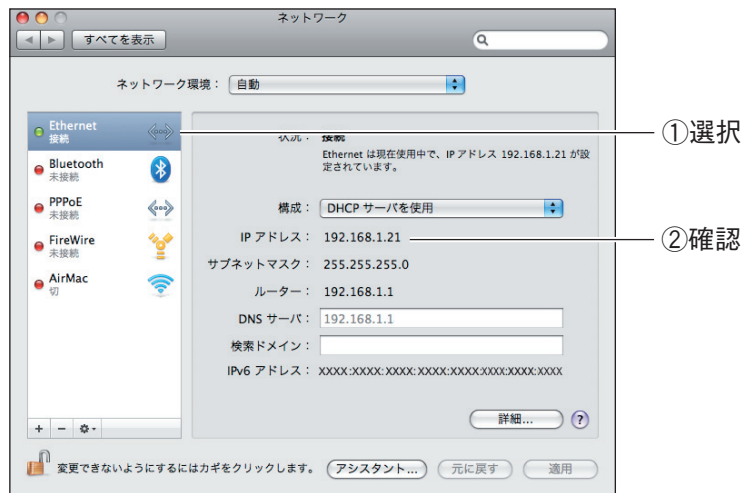 ネットワーク
すべてを表示
ネットワーク環境： 自動
Ethernet
接続
Bluetooth
未接続
PPPoE
未接続
FireWire
未接続
AirMac
切
状況： 接続
Ethernet は現在使用中で、IP アドレス 192.168.1.21 が設
定されています。
構成： DHCP サーバを使用
IP アドレス： 192.168.1.21
サブネットマスク： 255.255.255.0
ルーター： 192.168.1.1
DNS サーバ： 192.168.1.1
検索ドメイン：
IPv6 アドレス： XXXX:XXXX:XXXX:XXXX:XXXX:XXXX:XXXX:XXXX
詳細... ?
+ −
変更できないようにするにはカギをクリックします。 アシスタント... 元に戻す 適用
①選択
②確認